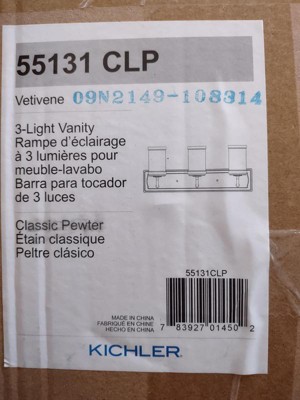 55131 CLP
Vetivene 09N2149-108314
3-Light Vanity
Rampe d'éclairage
à 3 lumières pour
meuble-lavabo
Barra para tocador
de 3 luces
Classic Pewter
Étain classique
Peltre clásico
55131CLP
MADE IN CHINA
FABRIQUÉ EN CHINE
HECHO EN CHINA
7 83927 01450 2
KICHLER